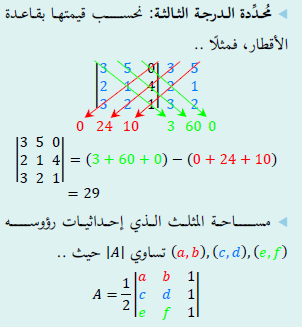 مُحدِّدة الدرجة الثالثة: نحسب قيمتها بقاعدة
الأقطار، فمثلًا ..
|3 5 0| 3 5
|2 1 4| 2 1
|3 2 1| 3 2
0 24 10 3 60 0
|3 5 0|
|2 1 4| = (3 + 60 + 0) − (0 + 24 + 10)
|3 2 1|
= 29
مساحة المثلث الذي إحداثيات رؤوسه
(a, b), (c, d), (e, f) تساوي |A| حيث ..
|a b 1|
A = 1/2 |c d 1|
|e f 1|